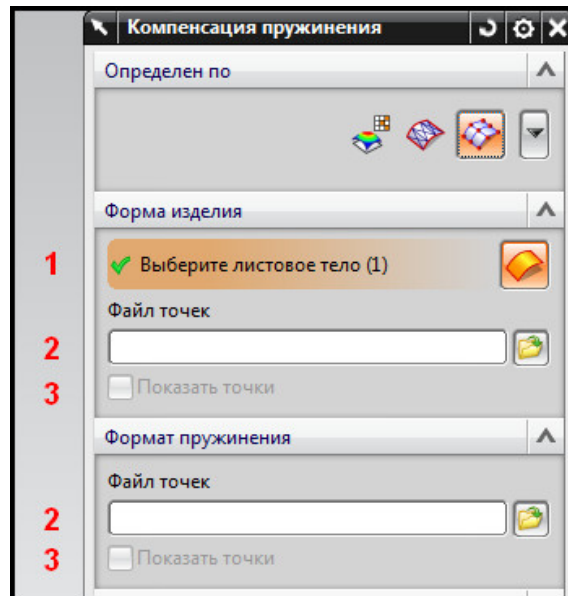 Компенсация пружинения
Определен по
Форма изделия
1 Выберите листовое тело (1)
Файл точек
2
3 Показать точки
Формат пружинения
Файл точек
2
3 Показать точки